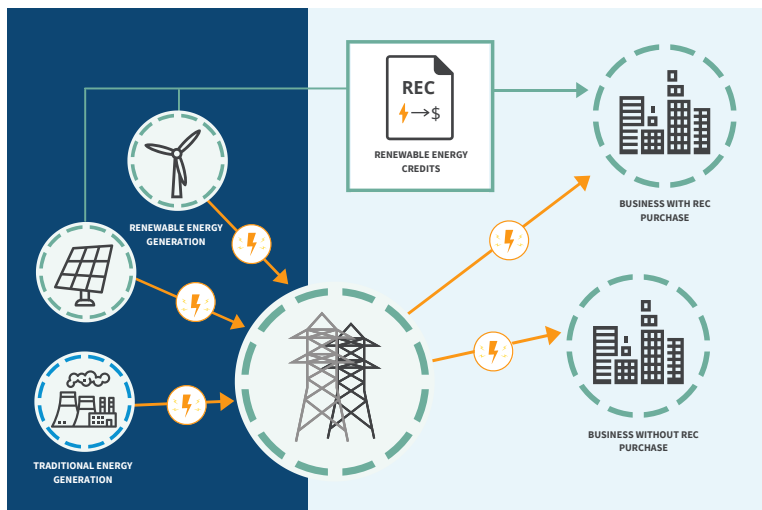 REC
$
RENEWABLE ENERGY
CREDITS
BUSINESS WITH REC
PURCHASE
RENEWABLE ENERGY
GENERATION
BUSINESS WITHOUT REC
PURCHASE
TRADITIONAL ENERGY
GENERATION